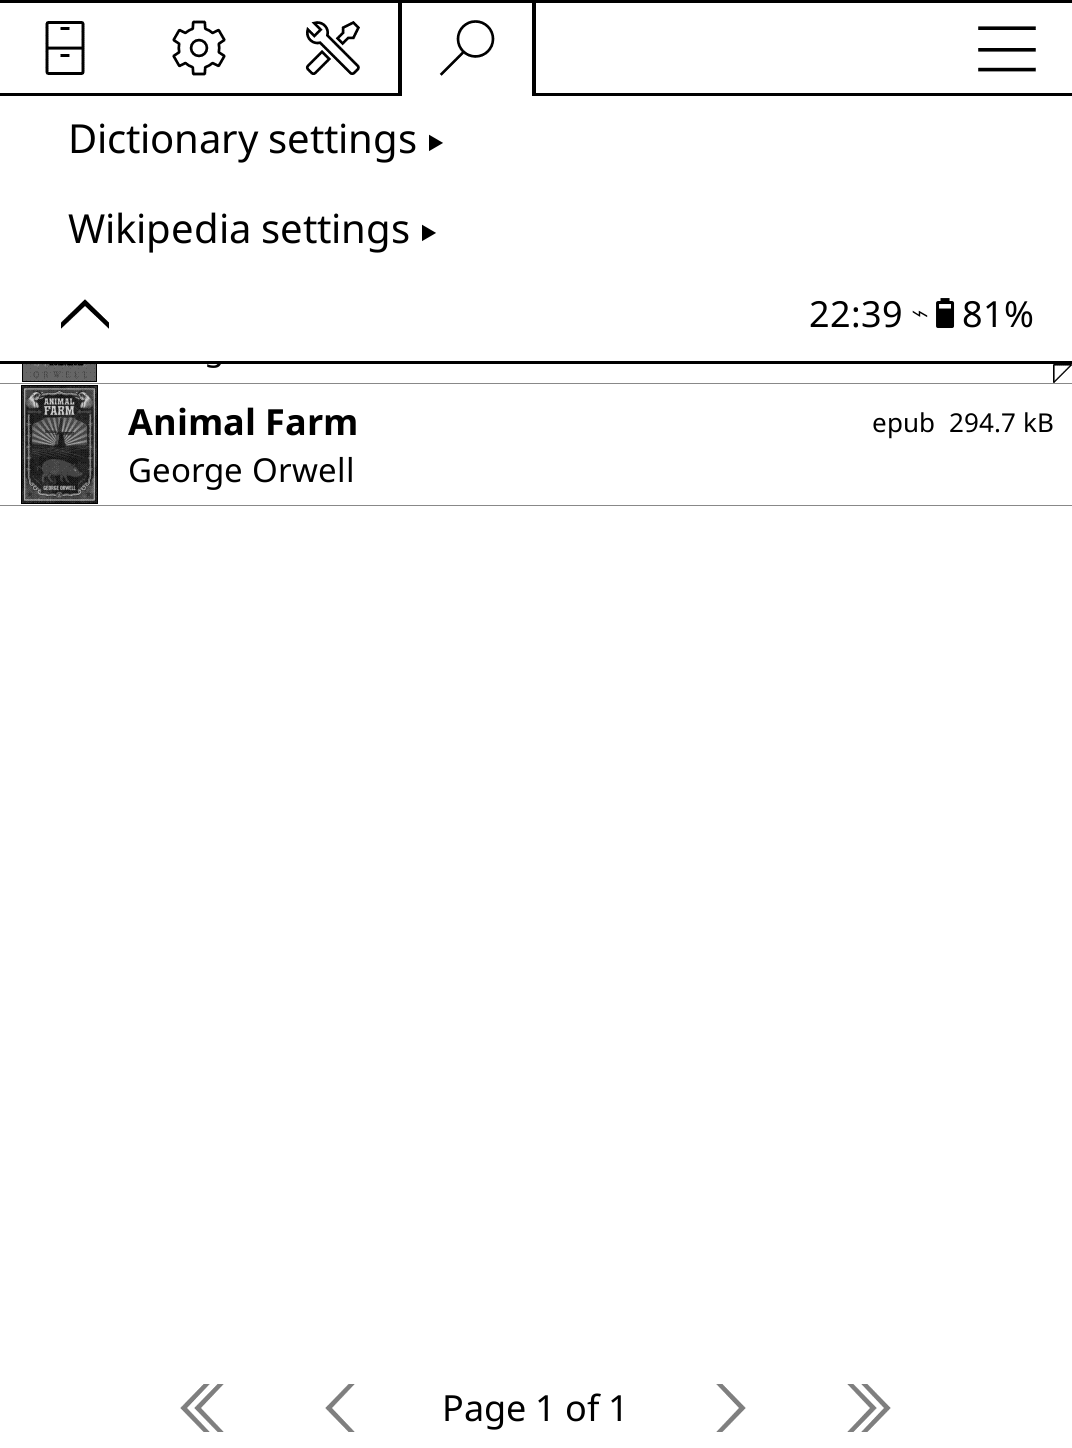 Dictionary settings
Wikipedia settings
22:39 81%
ORWELL
ANIMAL
FARM
GEORGE ORWELL
Animal Farm
epub 294.7 kB
George Orwell
Page 1 of 1